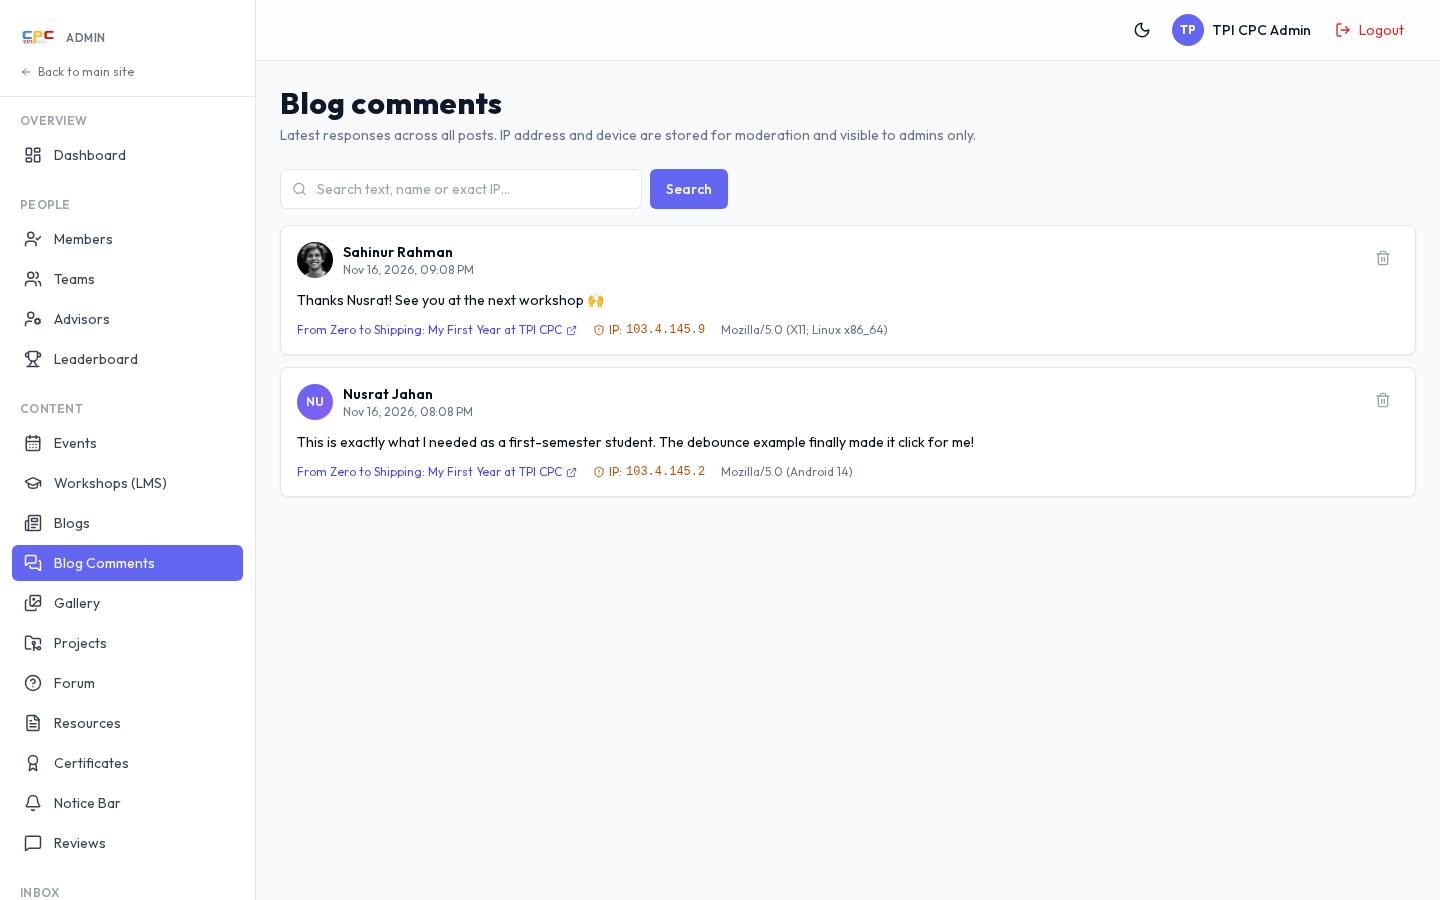 CPC ADMIN
Back to main site
OVERVIEW
Dashboard
PEOPLE
Members
Teams
Advisors
Leaderboard
CONTENT
Events
Workshops (LMS)
Blogs
Blog Comments
Gallery
Projects
Forum
Resources
Certificates
Notice Bar
Reviews
INBOX
TP TPI CPC Admin Logout
Blog comments
Latest responses across all posts. IP address and device are stored for moderation and visible to admins only.
Search text, name or exact IP... Search
Sahinur Rahman
Nov 16, 2026, 09:08 PM
Thanks Nusrat! See you at the next workshop 🙌
From Zero to Shipping: My First Year at TPI CPC IP: 103.4.145.9 Mozilla/5.0 (X11; Linux x86_64)
NU Nusrat Jahan
Nov 16, 2026, 08:08 PM
This is exactly what I needed as a first-semester student. The debounce example finally made it click for me!
From Zero to Shipping: My First Year at TPI CPC IP: 103.4.145.2 Mozilla/5.0 (Android 14)